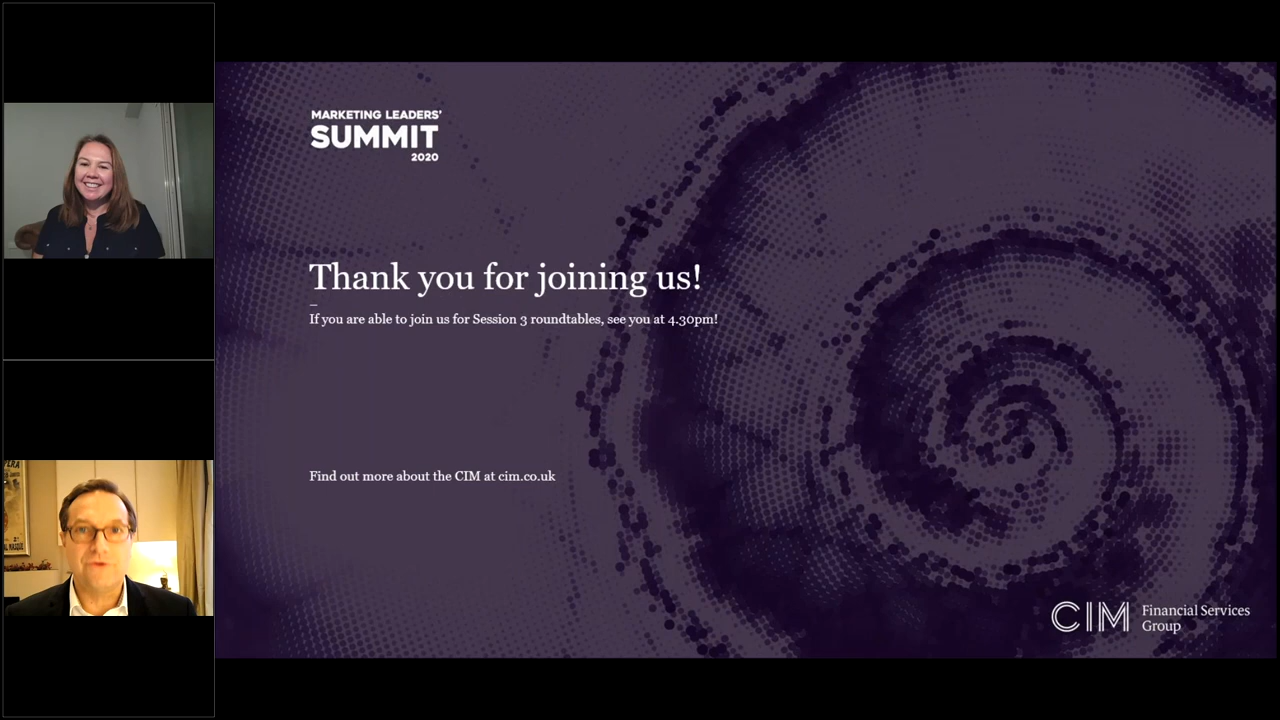 MARKETING LEADERS'
SUMMIT
2020
Thank you for joining us!
If you are able to join us for Session 3 roundtables, see you at 4.30pm!
Find out more about the CIM at cim.co.uk
CIM Financial Services
Group